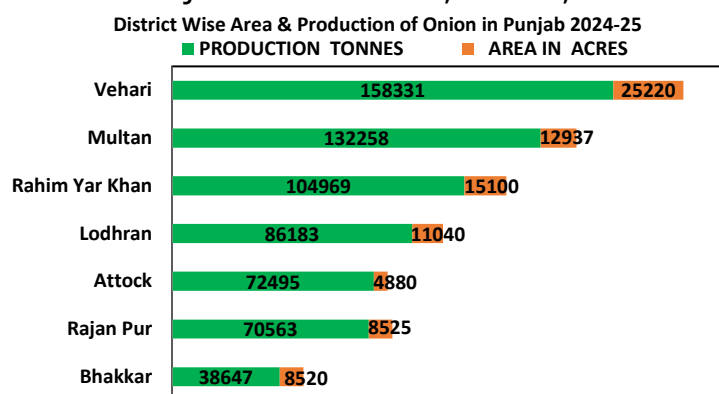 District Wise Area & Production of Onion in Punjab 2024-25
PRODUCTION TONNES AREA IN ACRES
Vehari 158331 25220
Multan 132258 12937
Rahim Yar Khan 104969 15100
Lodhran 86183 11040
Attock 72495 4880
Rajan Pur 70563 8525
Bhakkar 38647 8520